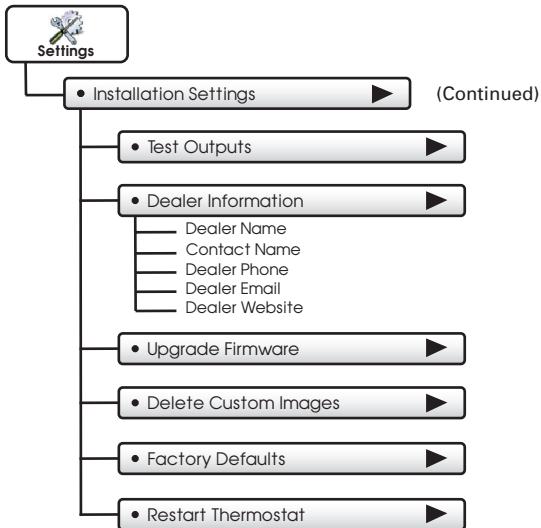 Settings
• Installation Settings
(Continued)
• Test Outputs
• Dealer Information
Dealer Name
Contact Name
Dealer Phone
Dealer Email
Dealer Website
• Upgrade Firmware
• Delete Custom Images
• Factory Defaults
• Restart Thermostat